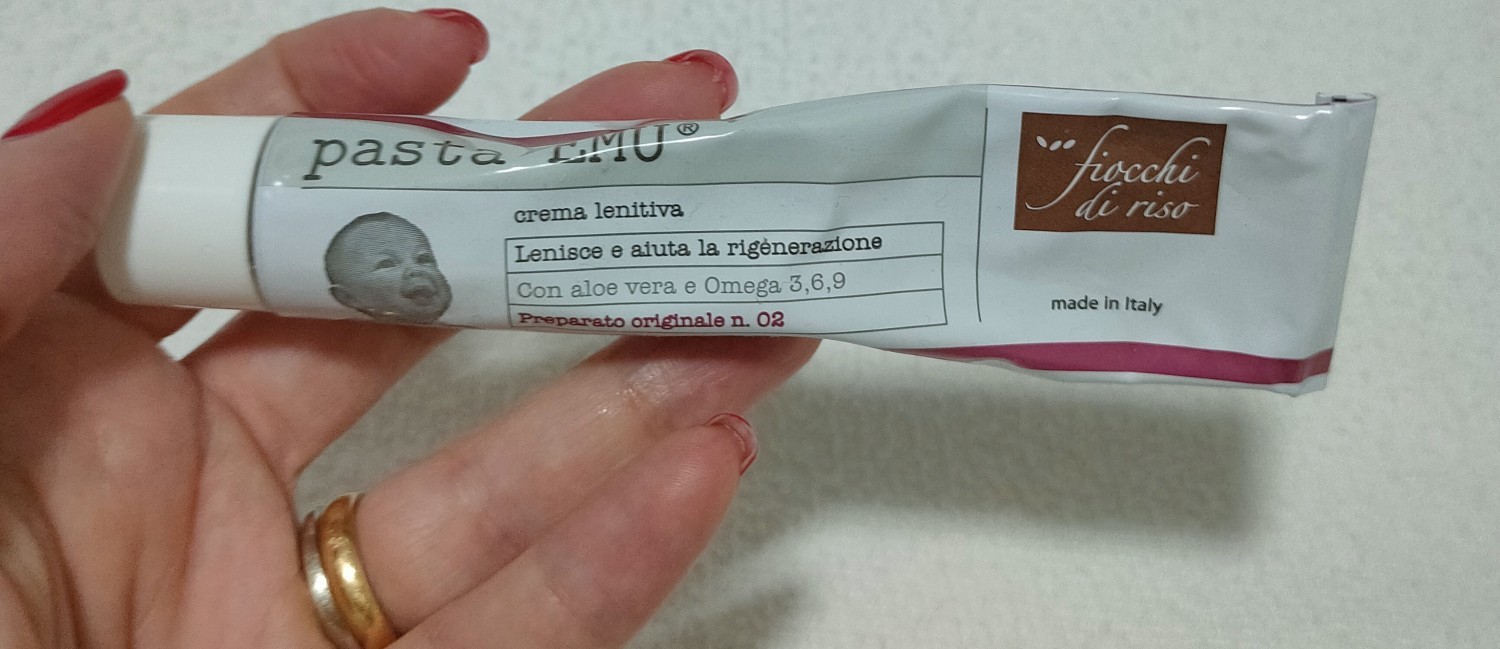 pasta EMU®
crema lenitiva
Lenisce e aiuta la rigenerazione
Con aloe vera e Omega 3,6,9
Preparato originale n. 02
fiocchi
di riso
made in Italy